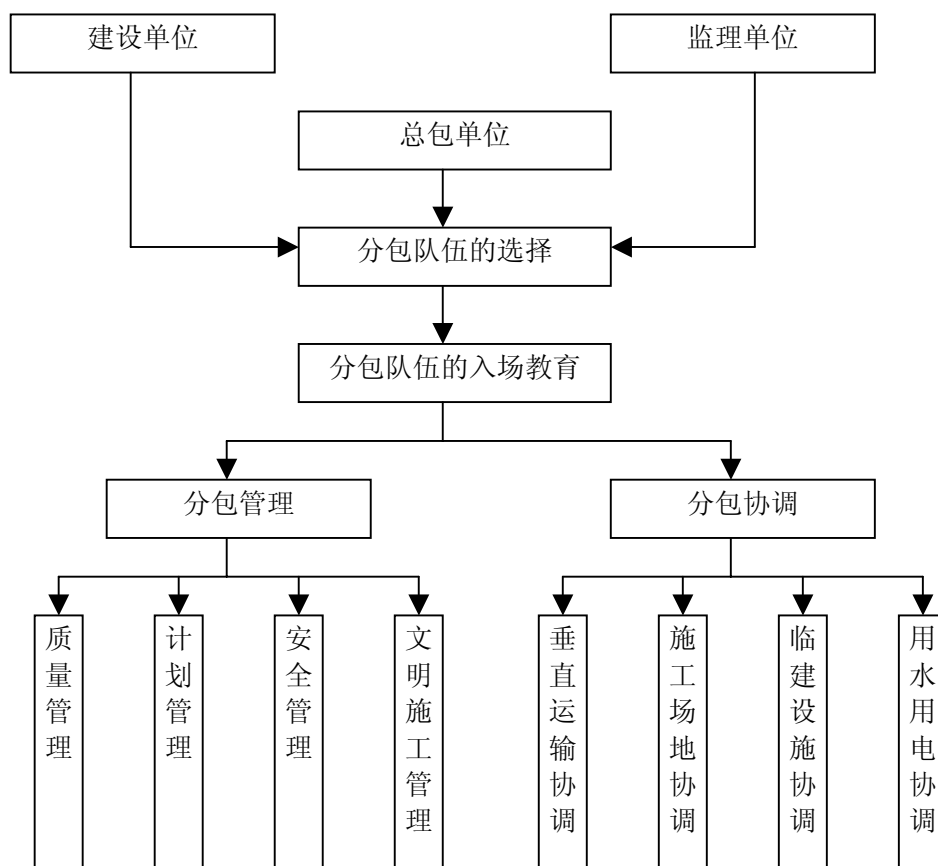 建设单位
监理单位
总包单位
分包队伍的选择
分包队伍的入场教育
分包管理
分包协调
质量管理
计划管理
安全管理
文明施工管理
垂直运输协调
施工场地协调
临建设施协调
用水用电协调